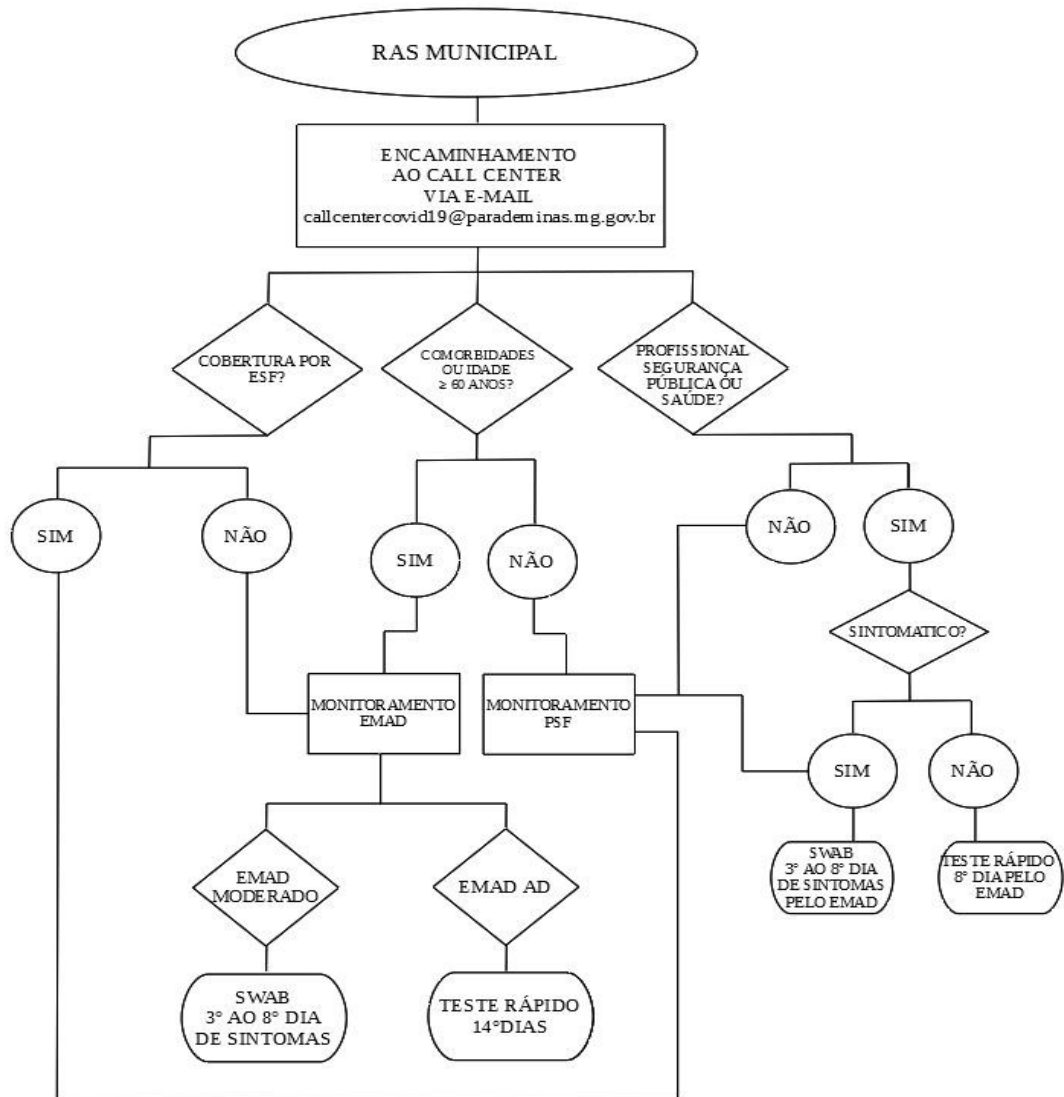 RAS MUNICIPAL
ENCAMINHAMENTO
AO CALL CENTER
VIA E-MAIL
callcentercovid19@parademinas.mg.gov.br
COBERTURA POR
ESF?
COMORBIDADES
OU IDADE
≥ 60 ANOS?
PROFISSIONAL
SEGURANÇA
PÚBLICA OU
SAÚDE?
SIM
NÃO
SIM
NÃO
NÃO
SIM
SINTOMATICO?
MONITORAMENTO
EMAD
MONITORAMENTO
PSF
SIM
NÃO
EMAD
MODERADO
EMAD AD
SWAB
3° AO 8° DIA
DE SINTOMAS
PELO EMAD
TESTE RÁPIDO
8° DIA PELO
EMAD
SWAB
3° AO 8° DIA
DE SINTOMAS
TESTE RÁPIDO
14°DIAS